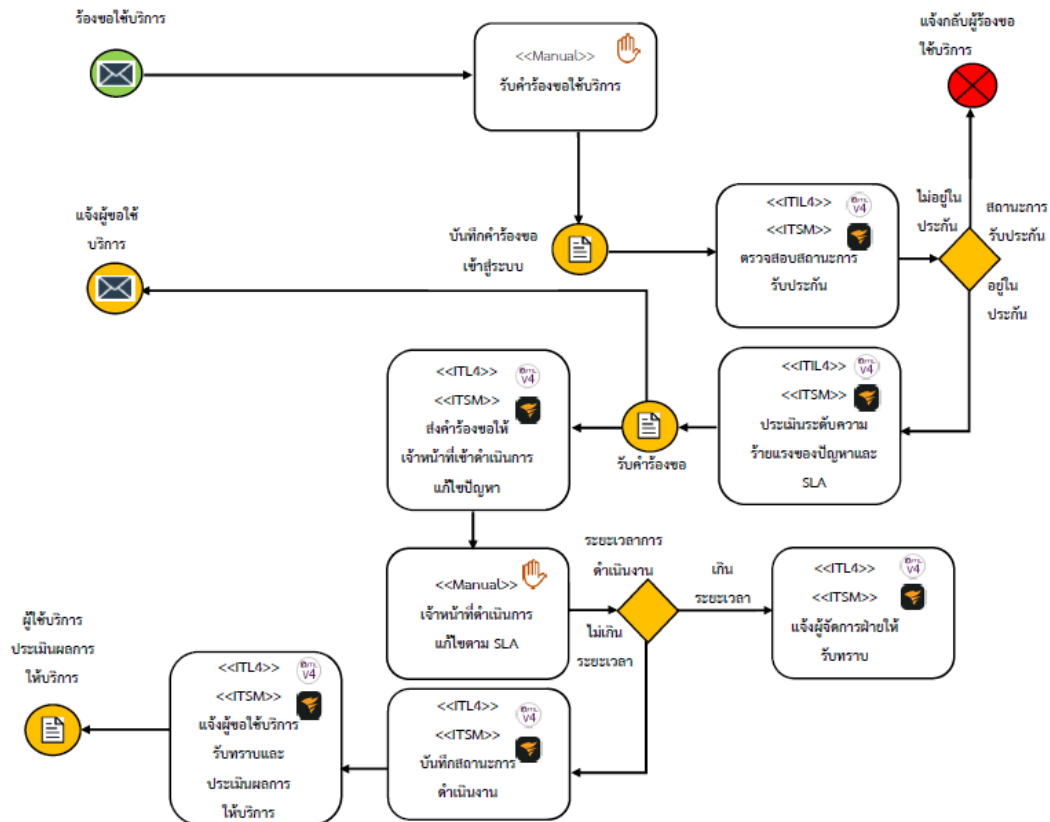 ร้องขอใช้บริการ
<<Manual>>
รับคำร้องขอใช้บริการ
แจ้งกลับผู้ร้องขอ
ใช้บริการ
แจ้งผู้ขอใช้
บริการ
บันทึกคำร้องขอ
เข้าสู่ระบบ
<<ITIL4>>
v4
<<ITSM>>
ตรวจสอบสถานะการ
รับประกัน
ไม่อยู่ใน
ประกัน
สถานะการ
รับประกัน
อยู่ใน
ประกัน
<<ITL4>>
v4
<<ITSM>>
ส่งคำร้องขอให้
เจ้าหน้าที่เข้าดำเนินการ
แก้ไขปัญหา
รับคำร้องขอ
<<ITIL4>>
v4
<<ITSM>>
ประเมินระดับความ
ร้ายแรงของปัญหาและ
SLA
<<Manual>>
เจ้าหน้าที่ดำเนินการ
แก้ไขตาม SLA
ระยะเวลาการ
ดำเนินงาน
เกิน
ระยะเวลา
ไม่เกิน
ระยะเวลา
<<ITL4>>
v4
<<ITSM>>
แจ้งผู้จัดการฝ่ายให้
รับทราบ
ผู้ใช้บริการ
ประเมินผลการ
ให้บริการ
<<ITL4>>
v4
<<ITSM>>
แจ้งผู้ขอใช้บริการ
รับทราบและ
ประเมินผลการ
ให้บริการ
<<ITL4>>
v4
<<ITSM>>
บันทึกสถานะการ
ดำเนินงาน